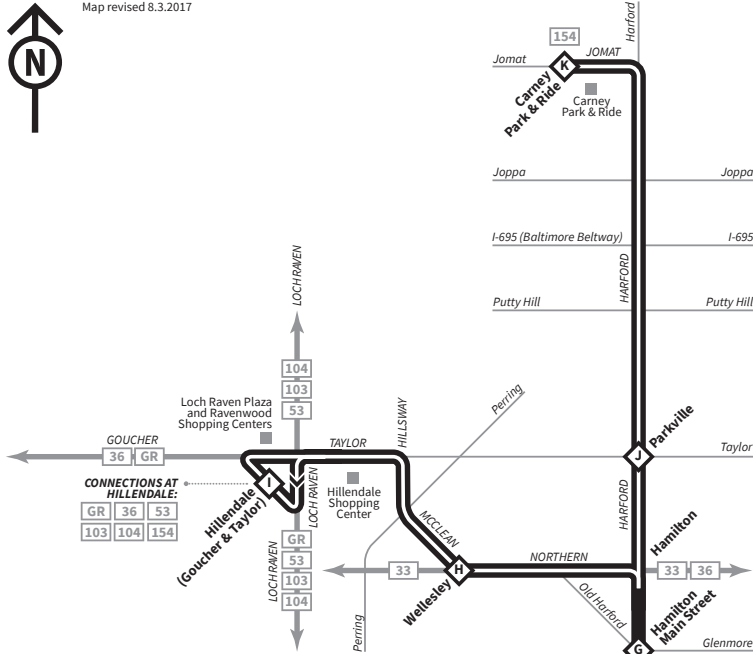 Map revised 8.3.2017
N
154
Harford
Jomat
K
JOMAT
Carney
Park & Ride
Carney
Park & Ride
Joppa
Joppa
I-695 (Baltimore Beltway)
I-695
HARFORD
Putty Hill
Putty Hill
LOCH RAVEN
104
103
53
Loch Raven Plaza
and Ravenwood
Shopping Centers
HILLSWAY
Perring
Parkville
GOUCHER
36
GR
TAYLOR
J
Taylor
CONNECTIONS AT
HILLENDALE:
GR
36
53
103
104
154
I
Hillendale
(Goucher & Taylor)
LOCH RAVEN
Hillendale
Shopping
Center
HARFORD
MCCLEAN
Hamilton
LOCH RAVEN
GR
53
103
104
33
H
Wellesley
NORTHERN
33
36
Perring
Old Harford
Hamilton
Main Street
G
Glenmore